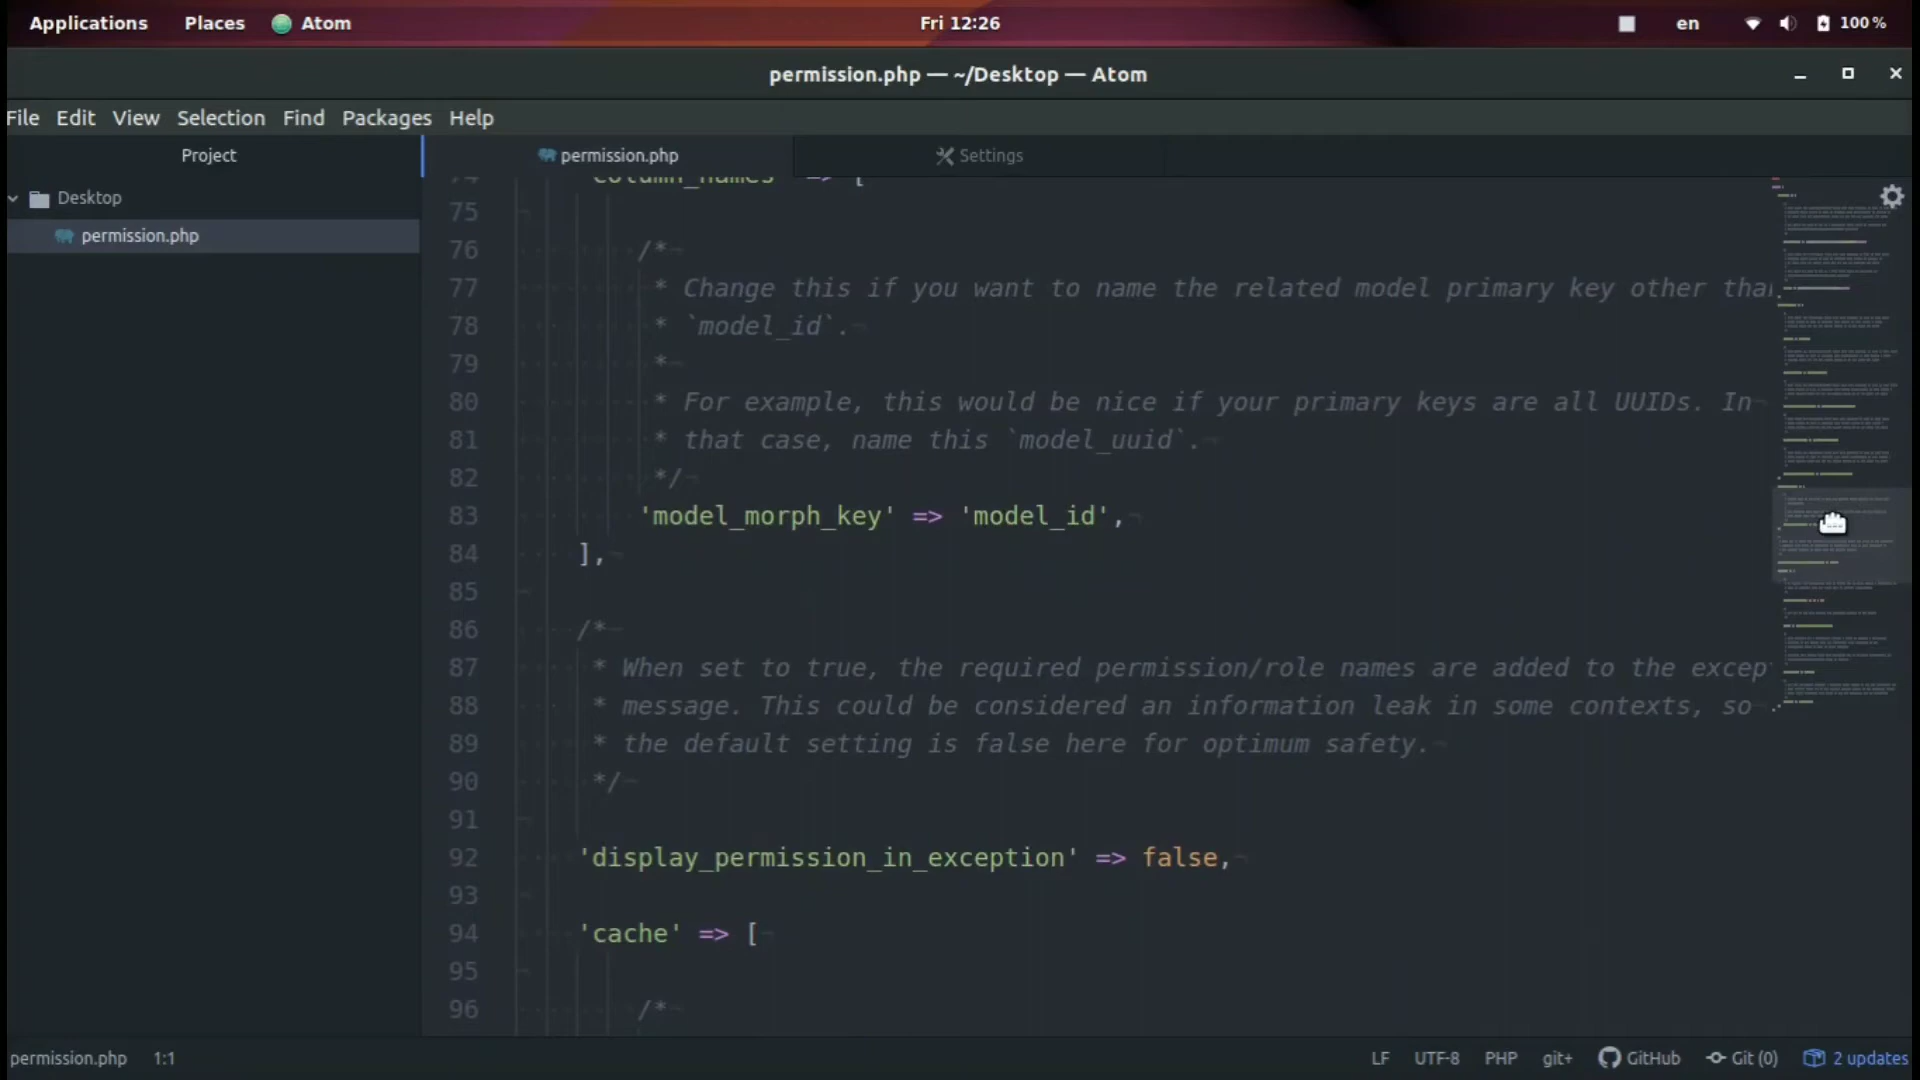 Applications Places Atom Fri 12:26 en 100 %
permission.php — ~/Desktop — Atom
File Edit View Selection Find Packages Help
Project permission.php Settings
Desktop
permission.php
74 'column_names' => [
75
76 /*
77 * Change this if you want to name the related model primary key other than
78 * `model_id`.
79 *
80 * For example, this would be nice if your primary keys are all UUIDs. In
81 * that case, name this `model_uuid`.
82 */
83 'model_morph_key' => 'model_id',
84 ],
85
86 /*
87 * When set to true, the required permission/role names are added to the excep
88 * message. This could be considered an information leak in some contexts, so
89 * the default setting is false here for optimum safety.
90 */
91
92 'display_permission_in_exception' => false,
93
94 'cache' => [
95
96 /*
permission.php 1:1 LF UTF-8 PHP git+ GitHub Git (0) 2 updates